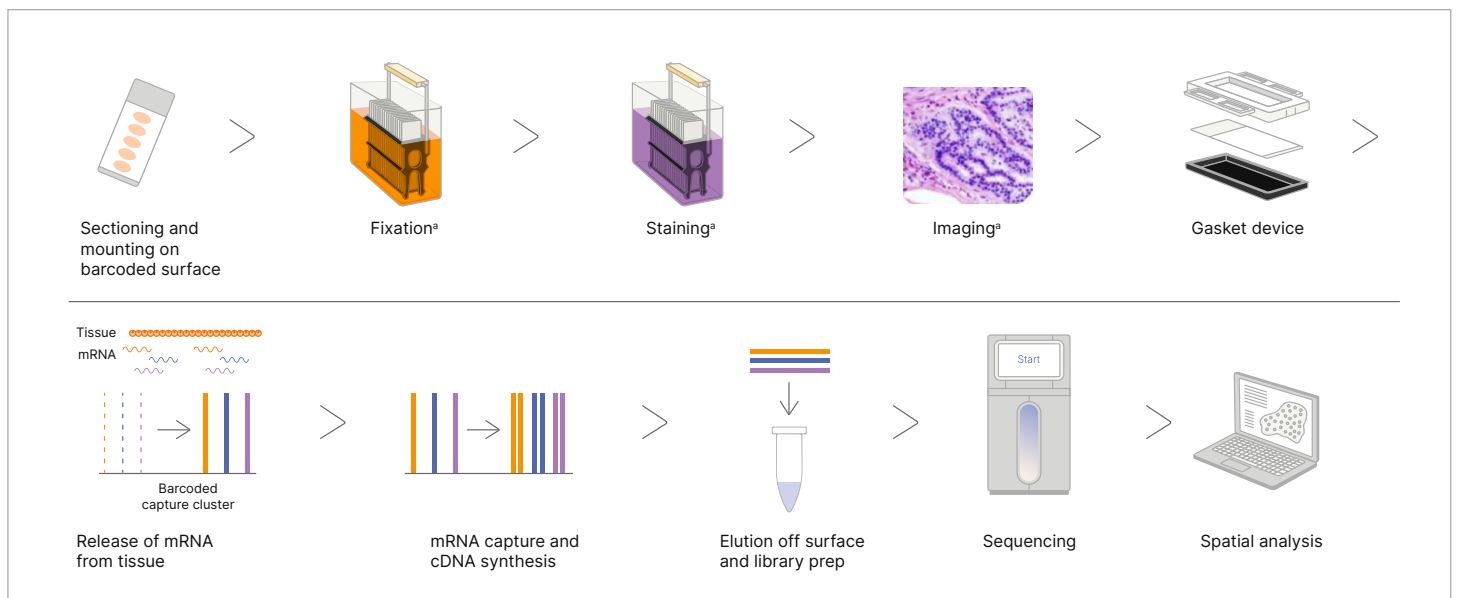 Sectioning and
mounting on
barcoded surface
Fixationᵃ
Stainingᵃ
Imagingᵃ
Gasket device
Tissue
mRNA
Barcoded
capture cluster
Release of mRNA
from tissue
mRNA capture and
cDNA synthesis
Elution off surface
and library prep
Start
Sequencing
Spatial analysis